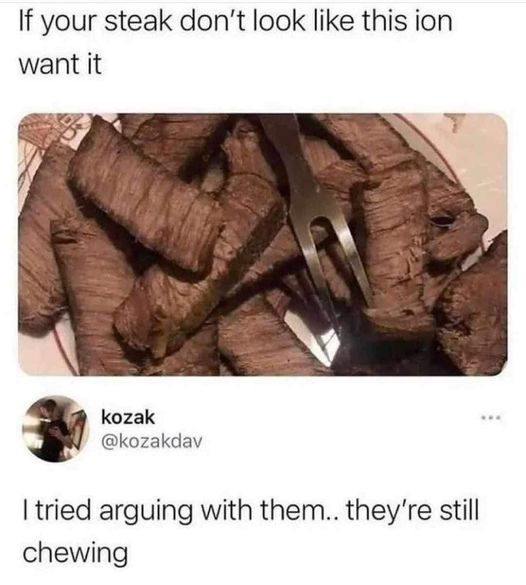 If your steak don't look like this ion
want it
kozak
@kozakdav
I tried arguing with them.. they're still
chewing